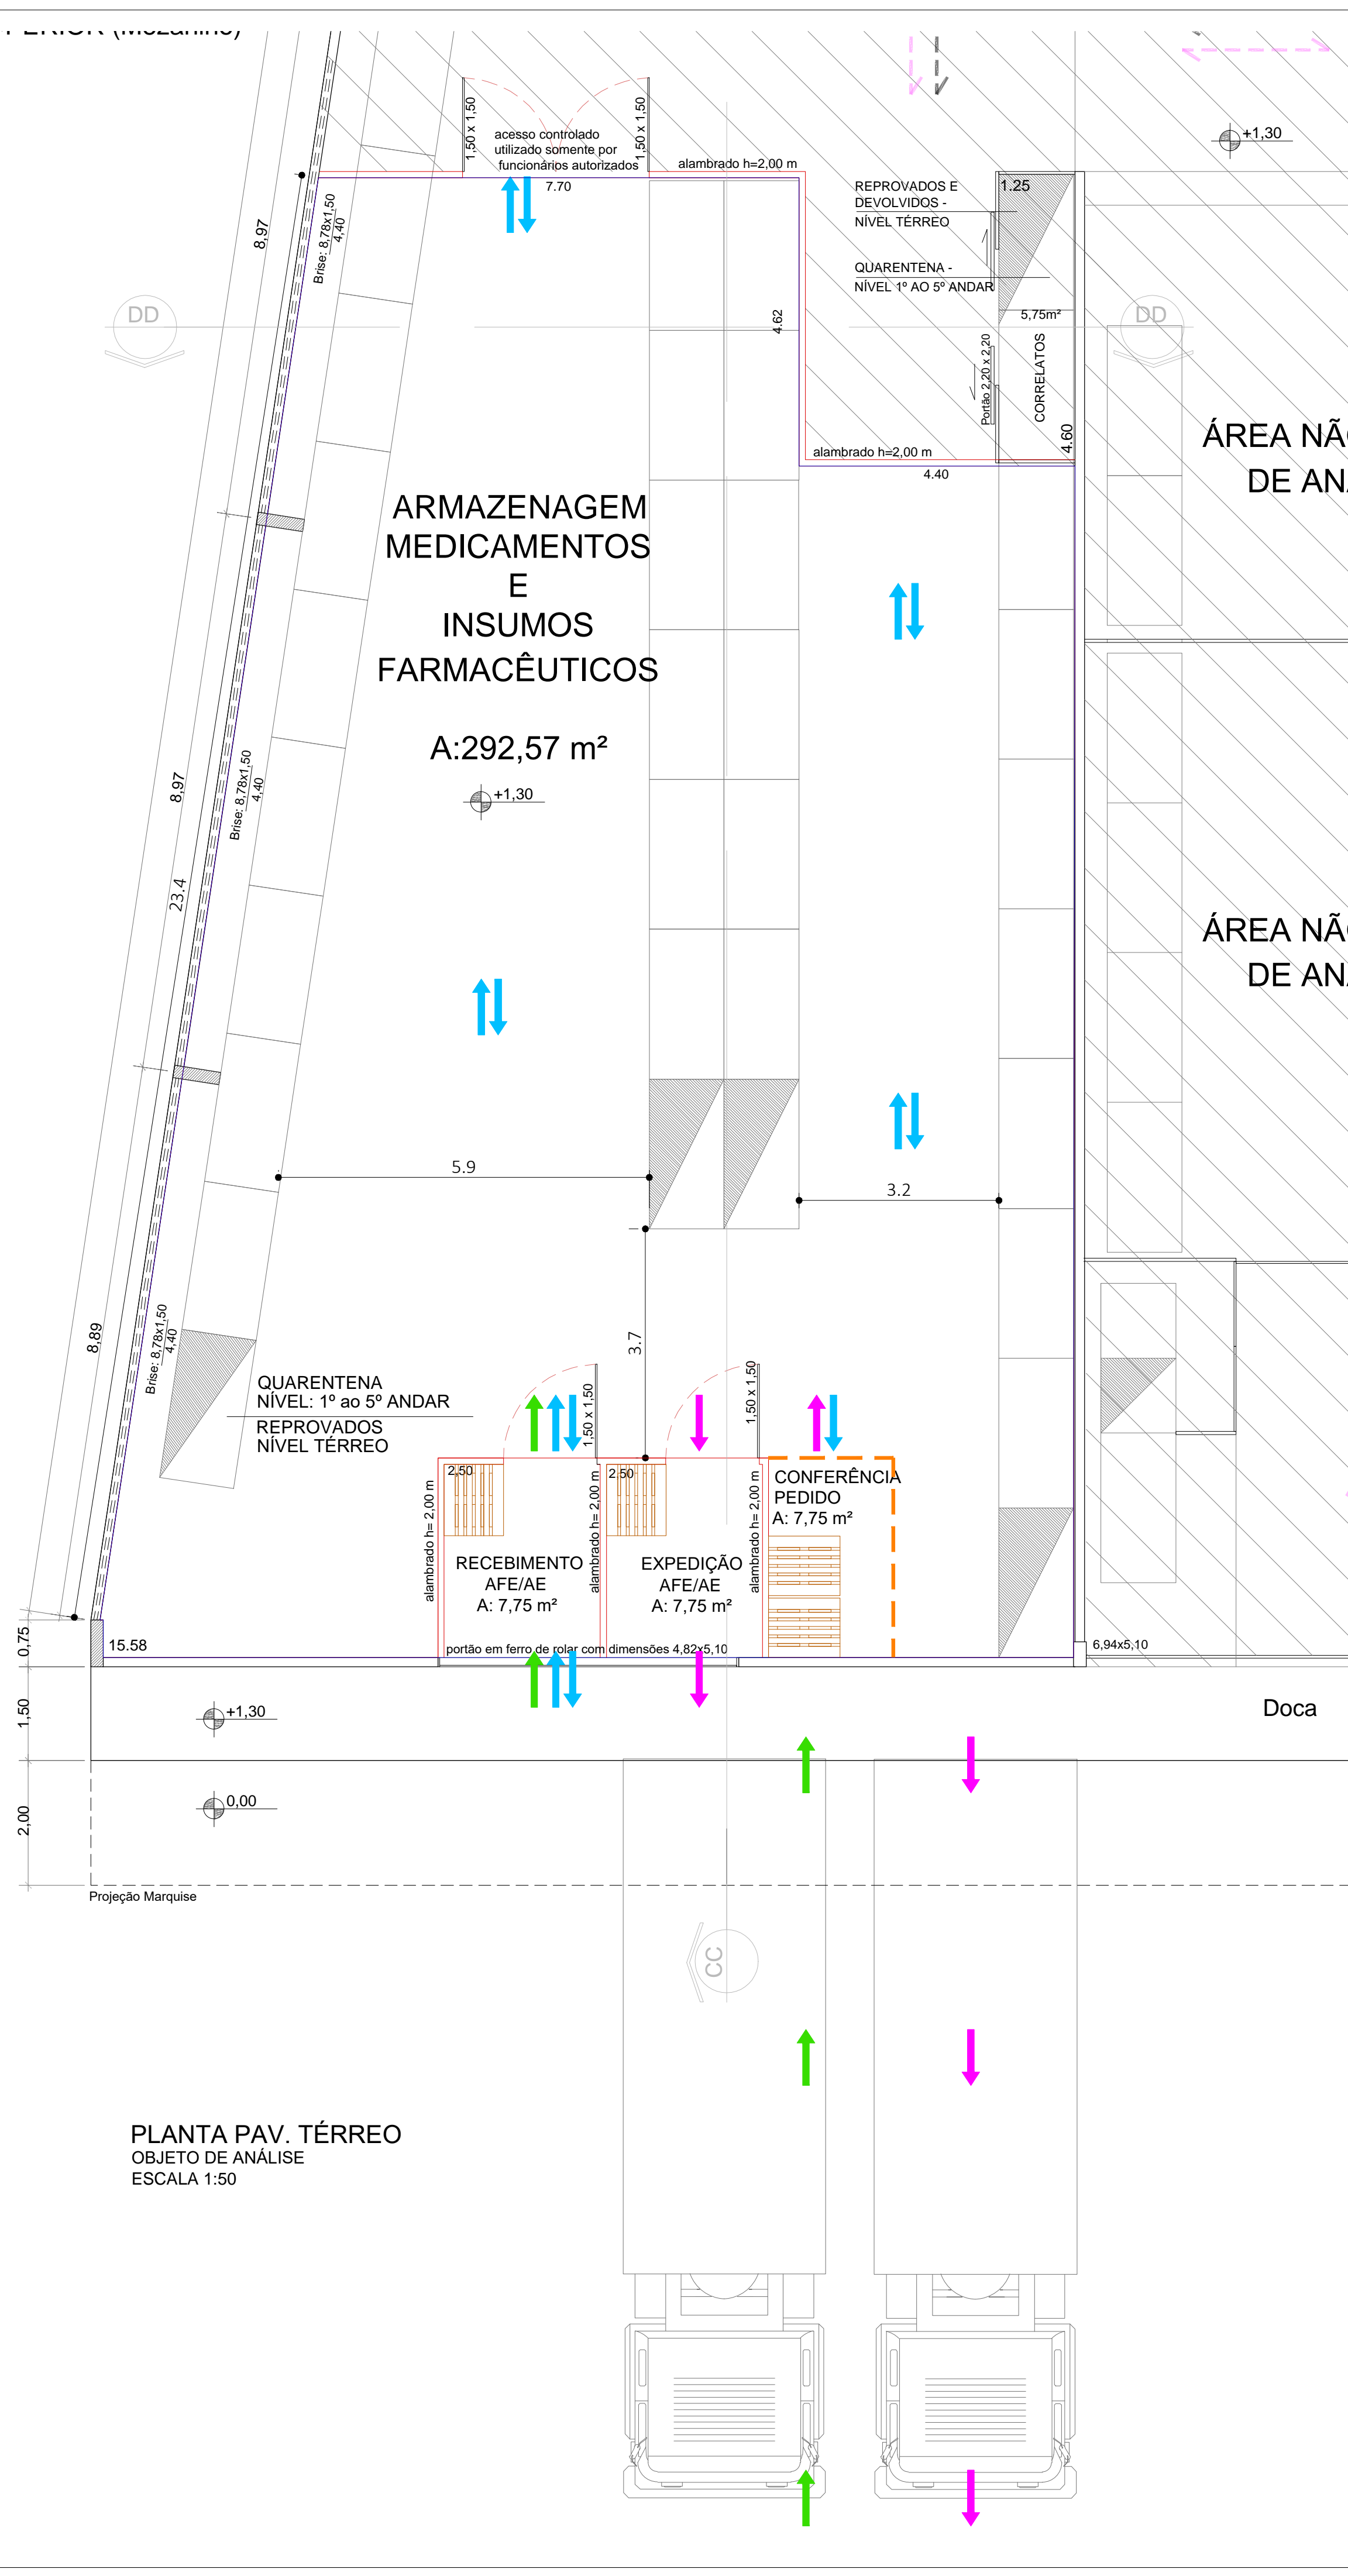 1,50 x 1,50
acesso controlado
utilizado somente por
funcionários autorizados
1,50 x 1,50
alambrado h=2,00 m
7.70
+1,30
REPROVADOS E
DEVOLVIDOS -
NÍVEL TÉRREO
1.25
QUARENTENA -
NÍVEL 1º AO 5º ANDAR
8,97
Brise: 8,78x1,50
4,40
DD
4.62
5,75m²
DD
Portão 2,20 x 2,20
CORRELATOS
4.60
alambrado h=2,00 m
4.40
ÁREA NÃ
DE AN
ARMAZENAGEM
MEDICAMENTOS
E
INSUMOS
FARMACÊUTICOS
A:292,57 m²
+1,30
8,97
Brise: 8,78x1,50
4,40
23.4
ÁREA NÃ
DE AN
5.9
3.2
3.7
8,89
Brise: 8,78x1,50
4,40
QUARENTENA
NÍVEL: 1º ao 5º ANDAR
REPROVADOS
NÍVEL TÉRREO
1,50 x 1,50
1,50 x 1,50
2,50
2,50
alambrado h= 2,00 m
alambrado h= 2,00 m
alambrado h= 2,00 m
CONFERÊNCIA
PEDIDO
A: 7,75 m²
RECEBIMENTO
AFE/AE
A: 7,75 m²
EXPEDIÇÃO
AFE/AE
A: 7,75 m²
0,75
15.58
portão em ferro de rolar com dimensões 4,82x5,10
6,94x5,10
1,50
+1,30
Doca
2,00
0,00
Projeção Marquise
CC
PLANTA PAV. TÉRREO
OBJETO DE ANÁLISE
ESCALA 1:50